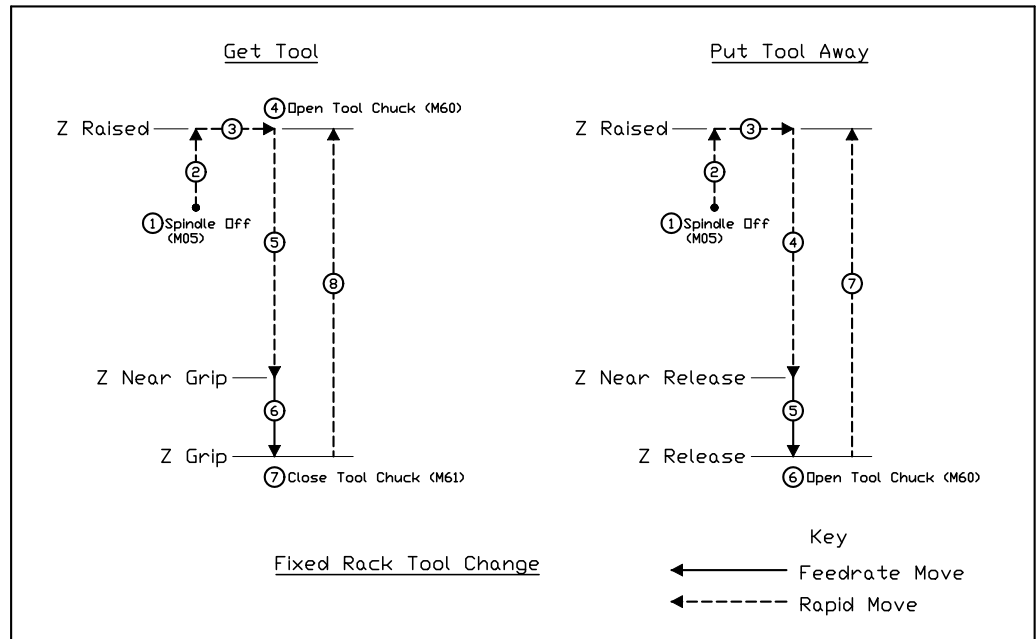 Get Tool
④ Open Tool Chuck (M60)
Z Raised
③
②
① Spindle Off
(M05)
⑤
⑧
Z Near Grip
⑥
Z Grip
⑦ Close Tool Chuck (M61)
Put Tool Away
Z Raised
③
②
① Spindle Off
(M05)
④
⑦
Z Near Release
⑤
Z Release
⑥ Open Tool Chuck (M60)
Fixed Rack Tool Change
Key
Feedrate Move
Rapid Move